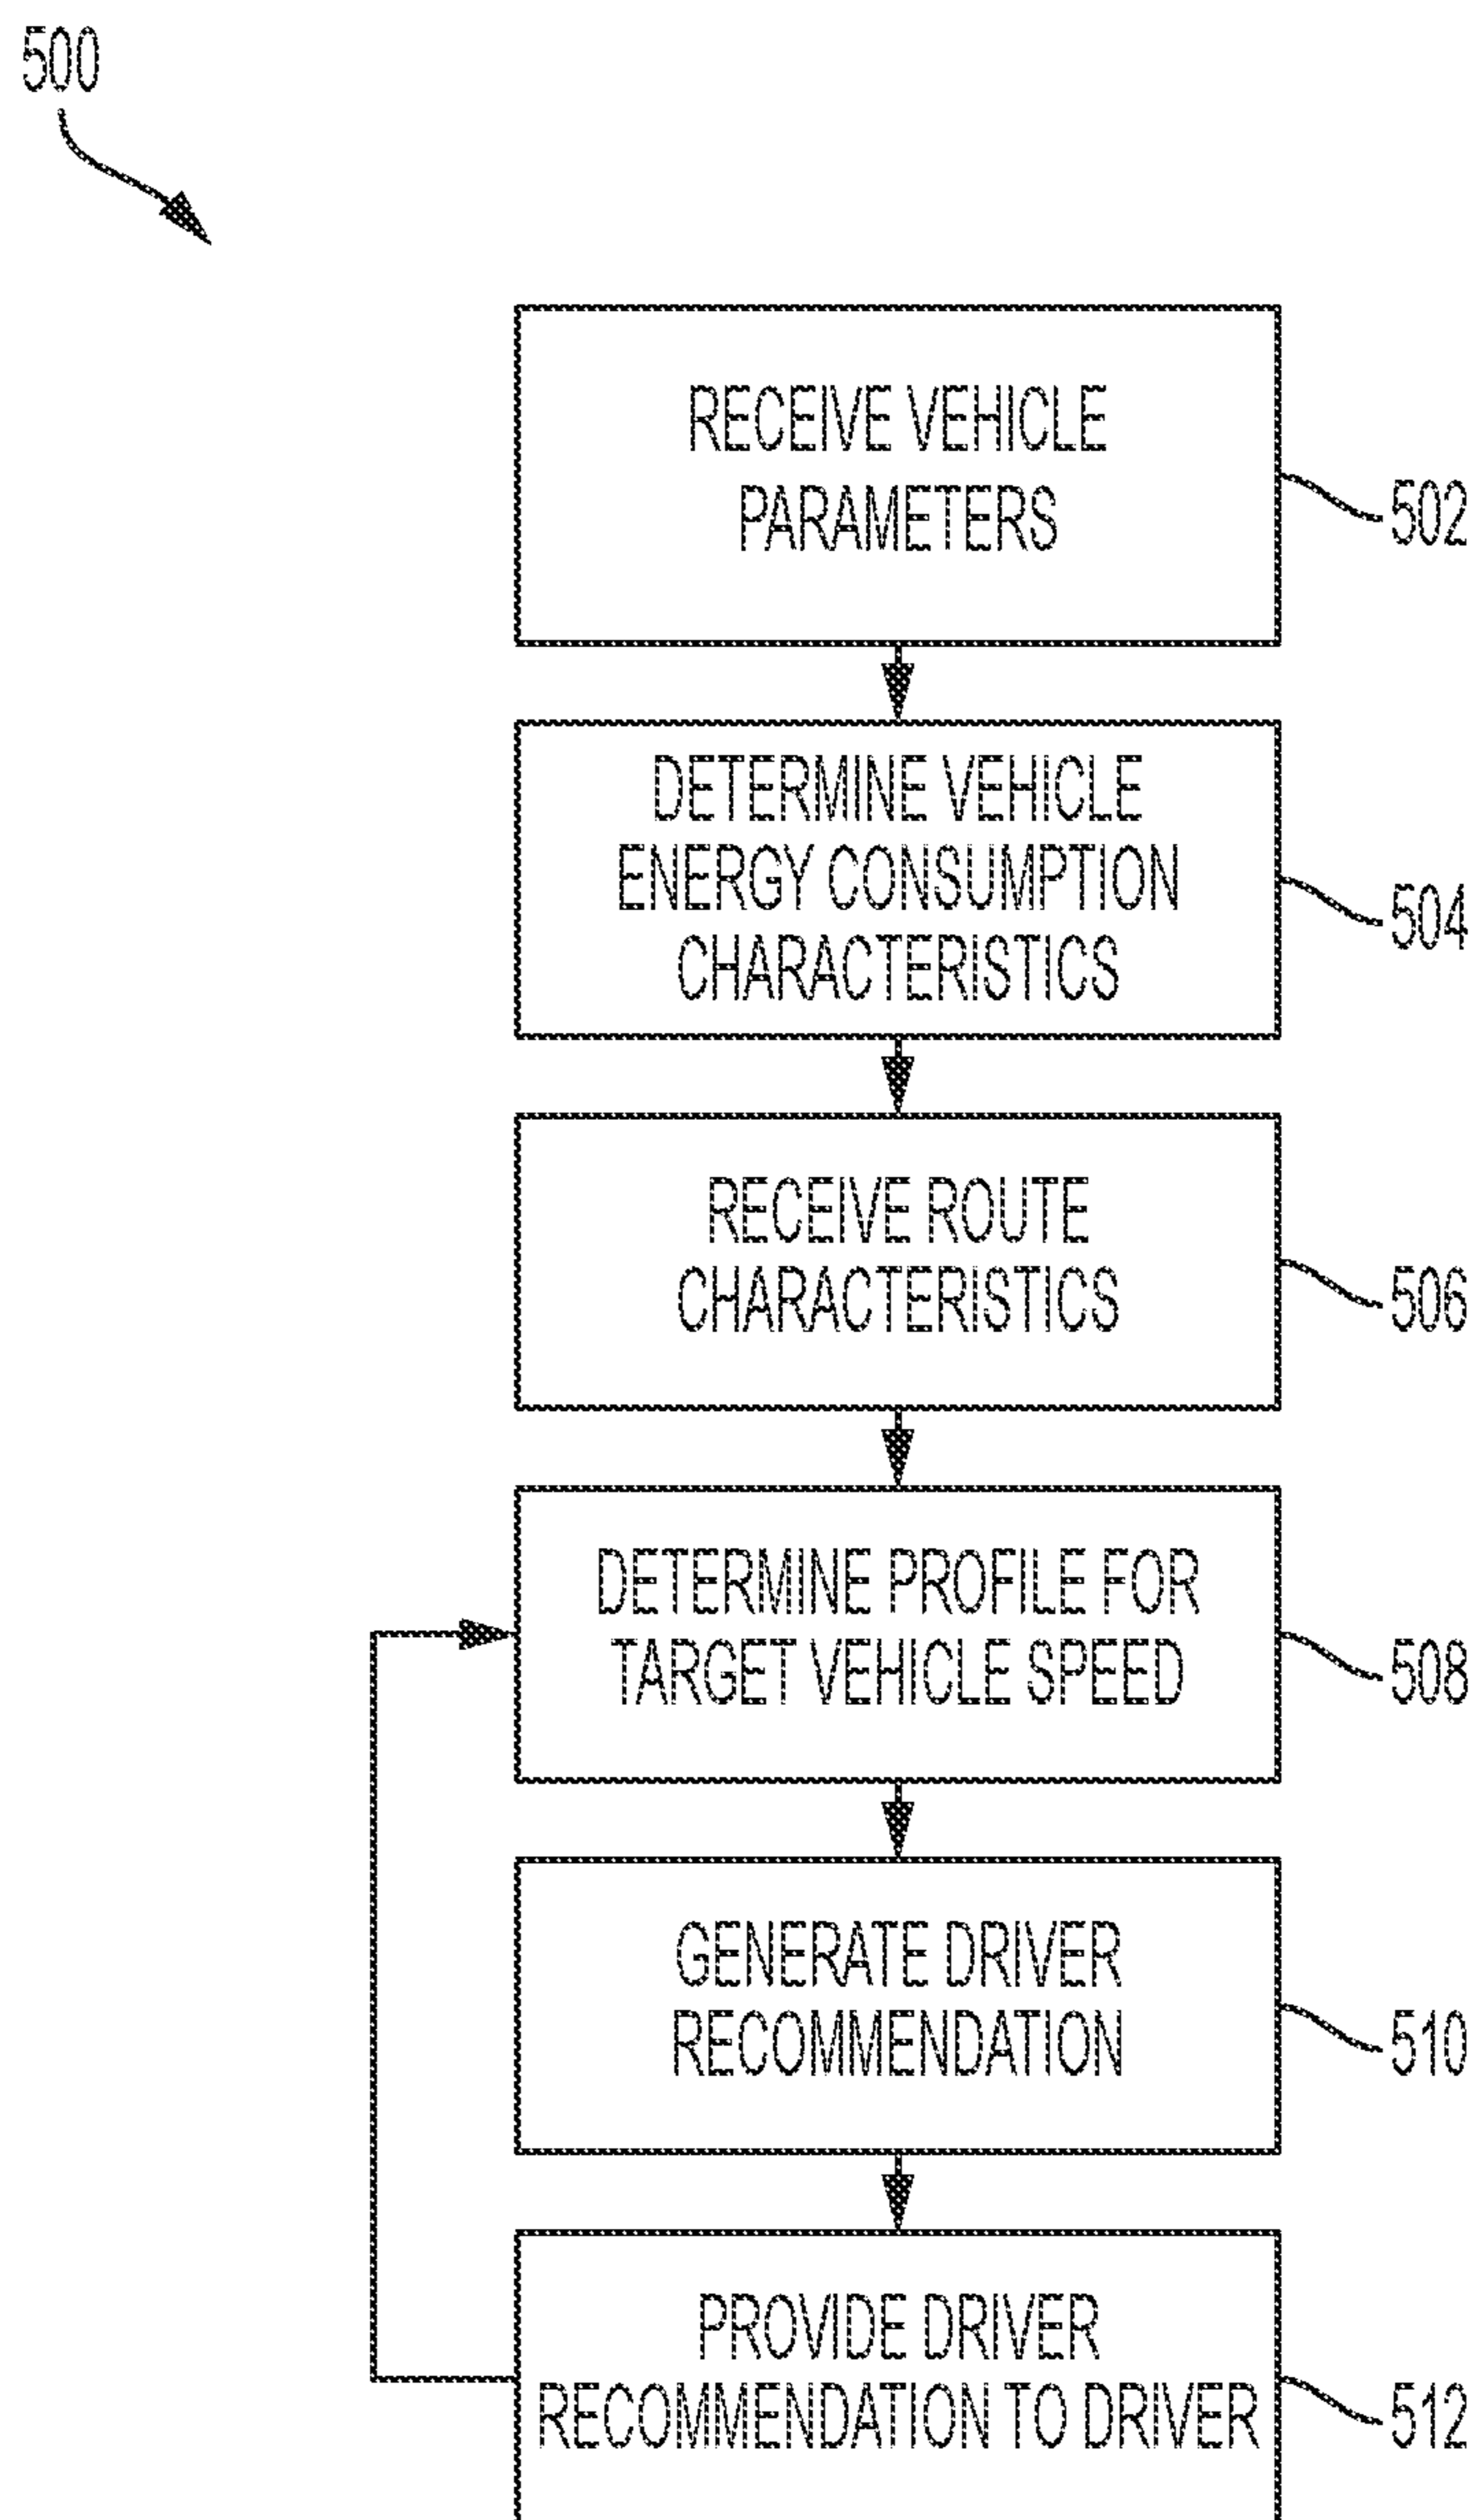 500
RECEIVE VEHICLE
PARAMETERS
502
DETERMINE VEHICLE
ENERGY CONSUMPTION
CHARACTERISTICS
504
RECEIVE ROUTE
CHARACTERISTICS
506
DETERMINE PROFILE FOR
TARGET VEHICLE SPEED
508
GENERATE DRIVER
RECOMMENDATION
510
PROVIDE DRIVER
RECOMMENDATION TO DRIVER
512